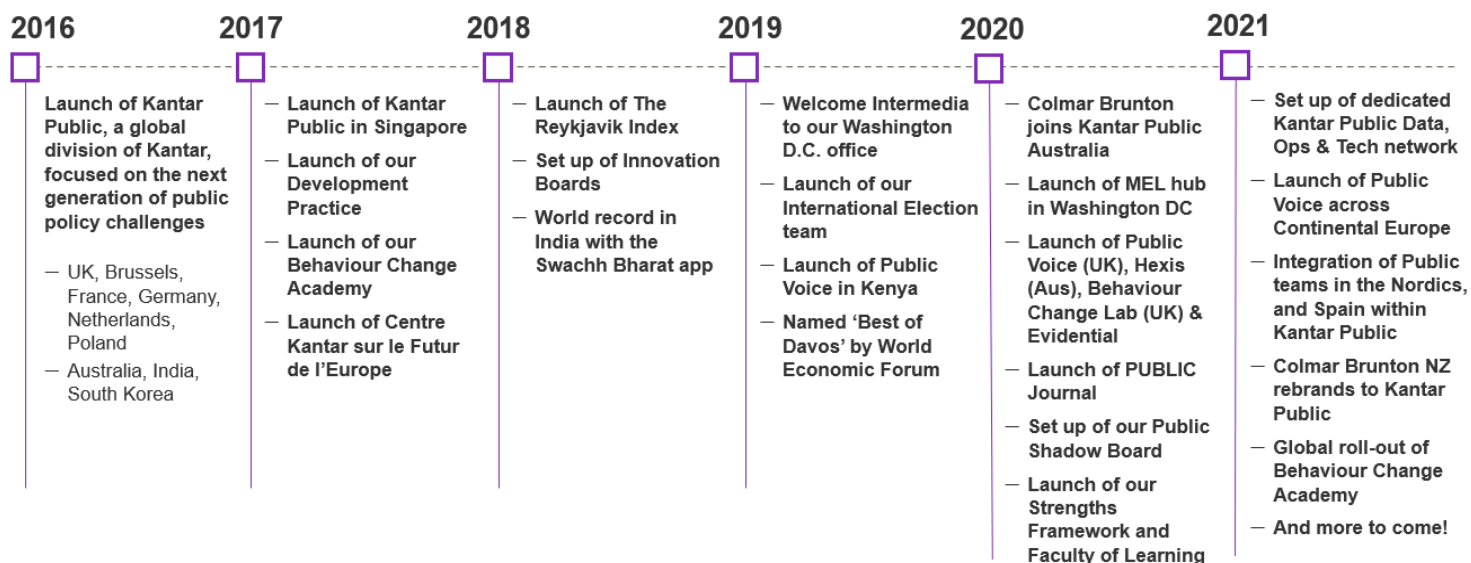 2016
Launch of Kantar
Public, a global
division of Kantar,
focused on the next
generation of public
policy challenges
— UK, Brussels,
France, Germany,
Netherlands,
Poland
— Australia, India,
South Korea
2017
— Launch of Kantar
Public in Singapore
— Launch of our
Development
Practice
— Launch of our
Behaviour Change
Academy
— Launch of Centre
Kantar sur le Futur
de l’Europe
2018
— Launch of The
Reykjavik Index
— Set up of Innovation
Boards
— World record in
India with the
Swachh Bharat app
2019
— Welcome Intermedia
to our Washington
D.C. office
— Launch of our
International Election
team
— Launch of Public
Voice in Kenya
— Named ‘Best of
Davos’ by World
Economic Forum
2020
— Colmar Brunton
joins Kantar Public
Australia
— Launch of MEL hub
in Washington DC
— Launch of Public
Voice (UK), Hexis
(Aus), Behaviour
Change Lab (UK) &
Evidential
— Launch of PUBLIC
Journal
— Set up of our Public
Shadow Board
— Launch of our
Strengths
Framework and
Faculty of Learning
2021
— Set up of dedicated
Kantar Public Data,
Ops & Tech network
— Launch of Public
Voice across
Continental Europe
— Integration of Public
teams in the Nordics,
and Spain within
Kantar Public
— Colmar Brunton NZ
rebrands to Kantar
Public
— Global roll-out of
Behaviour Change
Academy
— And more to come!